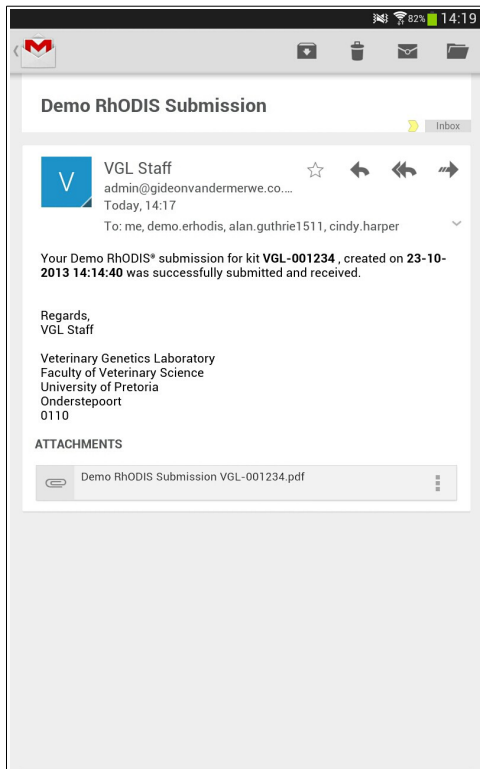 82% 14:19
Demo RhODIS Submission
Inbox
V
VGL Staff
admin@gideonvandermerwe.co....
Today, 14:17
To: me, demo.erhodis, alan.guthrie1511, cindy.harper
Your Demo RhODIS® submission for kit VGL-001234 , created on 23-10-
2013 14:14:40 was successfully submitted and received.
Regards,
VGL Staff
Veterinary Genetics Laboratory
Faculty of Veterinary Science
University of Pretoria
Onderstepoort
0110
ATTACHMENTS
Demo RhODIS Submission VGL-001234.pdf